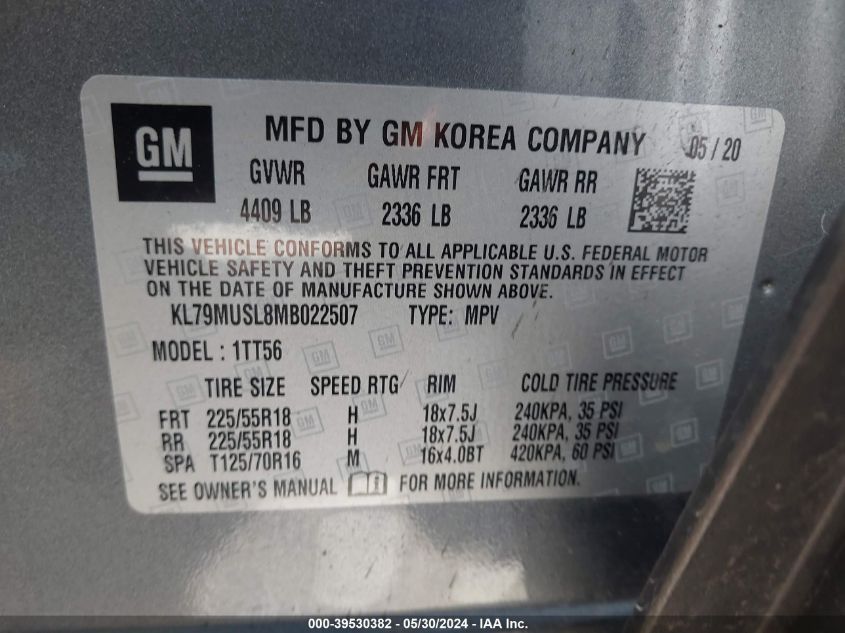 GM
MFD BY GM KOREA COMPANY 05 / 20
GVWR GAWR FRT GAWR RR
4409 LB 2336 LB 2336 LB
THIS VEHICLE CONFORMS TO ALL APPLICABLE U.S. FEDERAL MOTOR
VEHICLE SAFETY AND THEFT PREVENTION STANDARDS IN EFFECT
ON THE DATE OF MANUFACTURE SHOWN ABOVE.
KL79MUSL8MB022507 TYPE: MPV
MODEL : 1TT56
TIRE SIZE SPEED RTG RIM COLD TIRE PRESSURE
FRT 225/55R18 H 18x7.5J 240KPA, 35 PSI
RR 225/55R18 H 18x7.5J 240KPA, 35 PSI
SPA T125/70R16 M 16x4.0BT 420KPA, 60 PSI
SEE OWNER'S MANUAL FOR MORE INFORMATION.
000-39530382 - 05/30/2024 - IAA Inc.